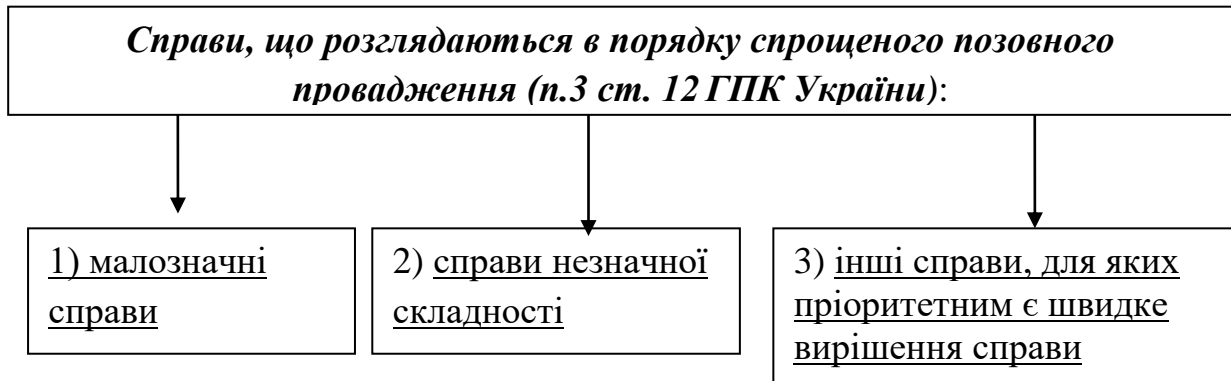 Справи, що розглядаються в порядку спрощеного позовного
провадження (п.3 ст. 12 ГПК України):
1) малозначні
справи
2) справи незначної
складності
3) інші справи, для яких
пріоритетним є швидке
вирішення справи